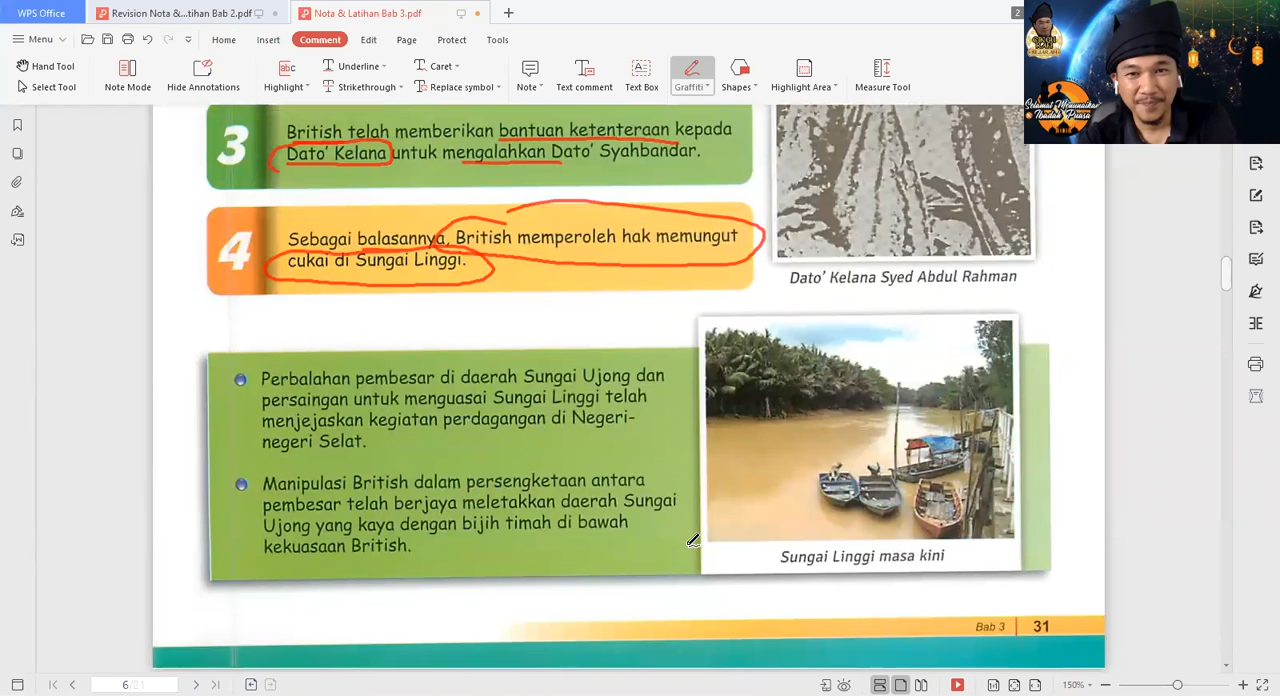 WPS Office
Revision Nota &...tihan Bab 2.pdf
Nota & Latihan Bab 3.pdf
2
Menu
Home
Insert
Comment
Edit
Page
Protect
Tools
Hand Tool
Select Tool
Note Mode
Hide Annotations
Highlight
Underline
Strikethrough
Caret
Replace symbol
Note
Text comment
Text Box
Graffiti
Shapes
Highlight Area
Measure Tool
Selamat Menunaikan
Ibadah Puasa
3
British telah memberikan bantuan ketenteraan kepada
Dato' Kelana untuk mengalahkan Dato' Syahbandar.
4
Sebagai balasannya, British memperoleh hak memungut
cukai di Sungai Linggi.
Dato' Kelana Syed Abdul Rahman
Perbalahan pembesar di daerah Sungai Ujong dan
persaingan untuk menguasai Sungai Linggi telah
menjejaskan kegiatan perdagangan di Negeri-
negeri Selat.
Manipulasi British dalam persengketaan antara
pembesar telah berjaya meletakkan daerah Sungai
Ujong yang kaya dengan bijih timah di bawah
kekuasaan British.
Sungai Linggi masa kini
Bab 3
31
6/21
150%